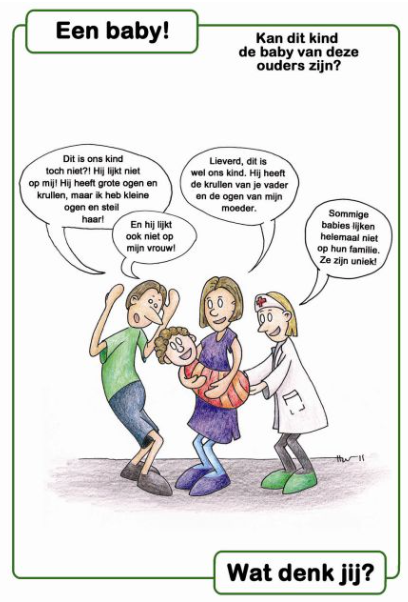 Een baby!
Kan dit kind
de baby van deze
ouders zijn?
Dit is ons kind
toch niet?! Hij lijkt niet
op mij! Hij heeft grote ogen en
krullen, maar ik heb kleine
ogen en steil
haar!
En hij lijkt
ook niet op
mijn vrouw!
Lieverd, dit is
wel ons kind. Hij heeft
de krullen van je vader
en de ogen van mijn
moeder.
Sommige
babies lijken
helemaal niet
op hun familie.
Ze zijn uniek!
Wat denk jij?